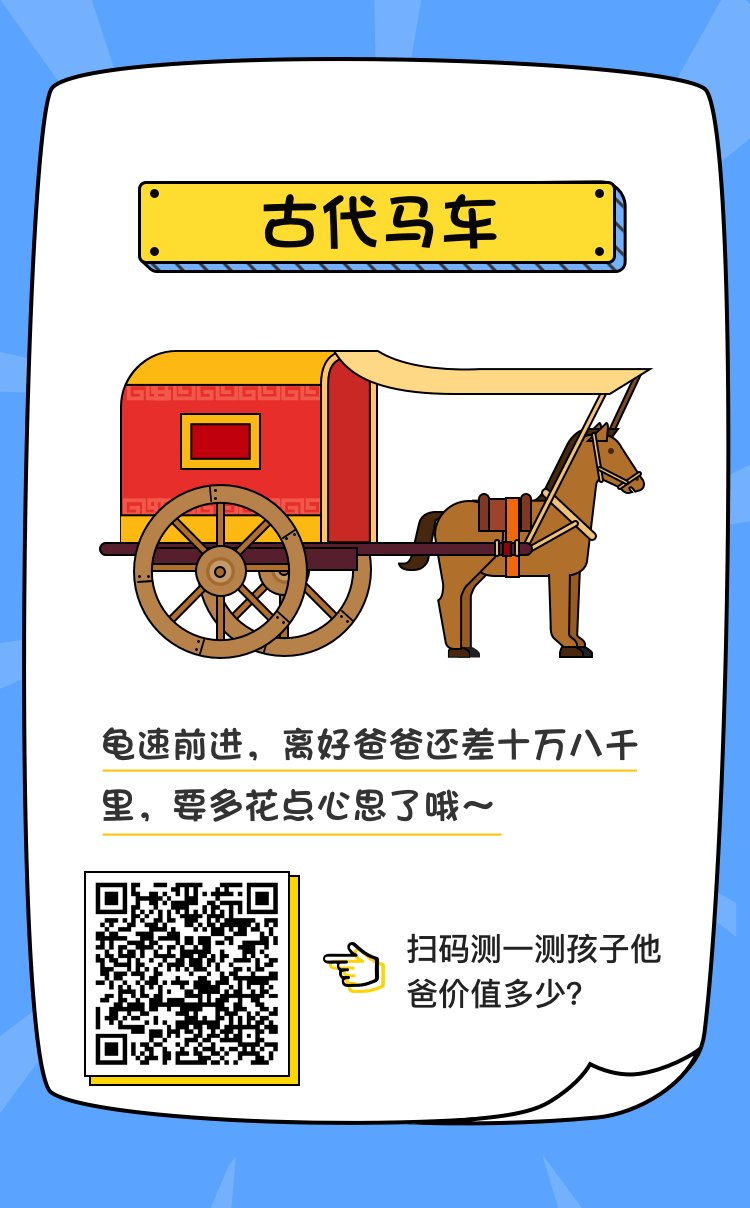 古代马车
龟速前进，离好爸爸还差十万八千
里，要多花点心思了哦～
扫码测一测孩子他
爸价值多少？